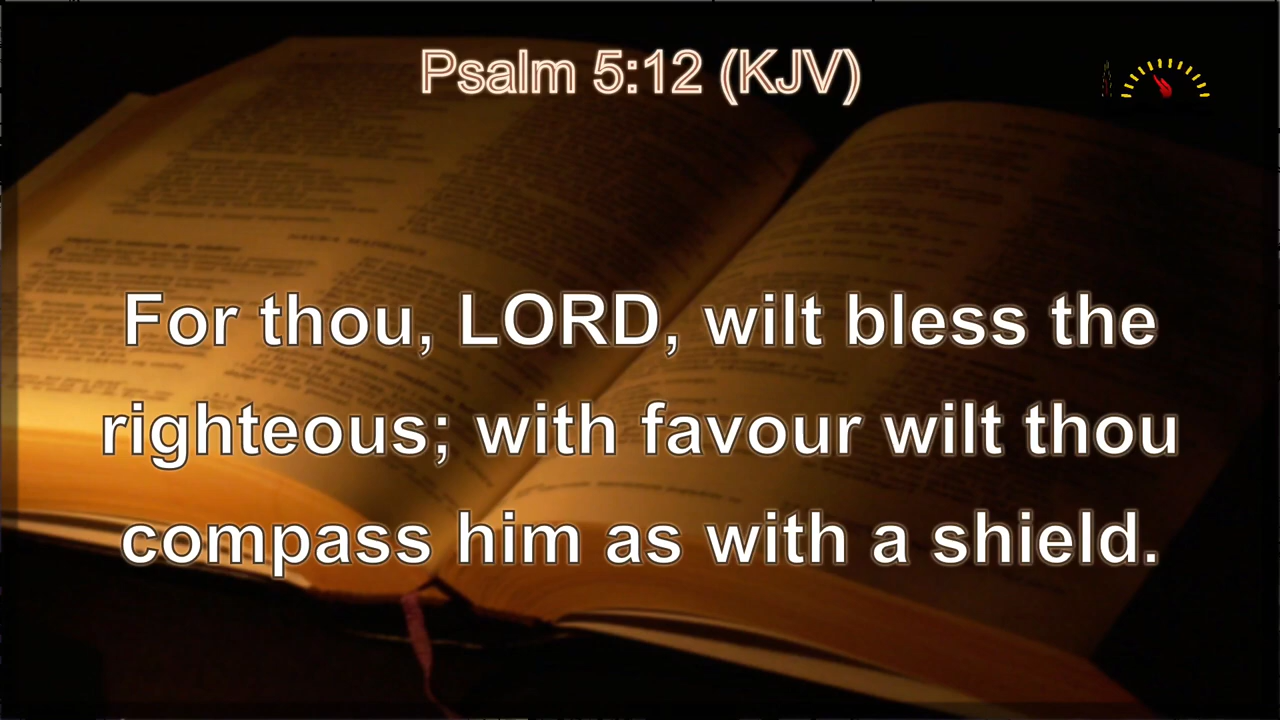 Psalm 5:12 (KJV)
For thou, LORD, wilt bless the
righteous; with favour wilt thou
compass him as with a shield.